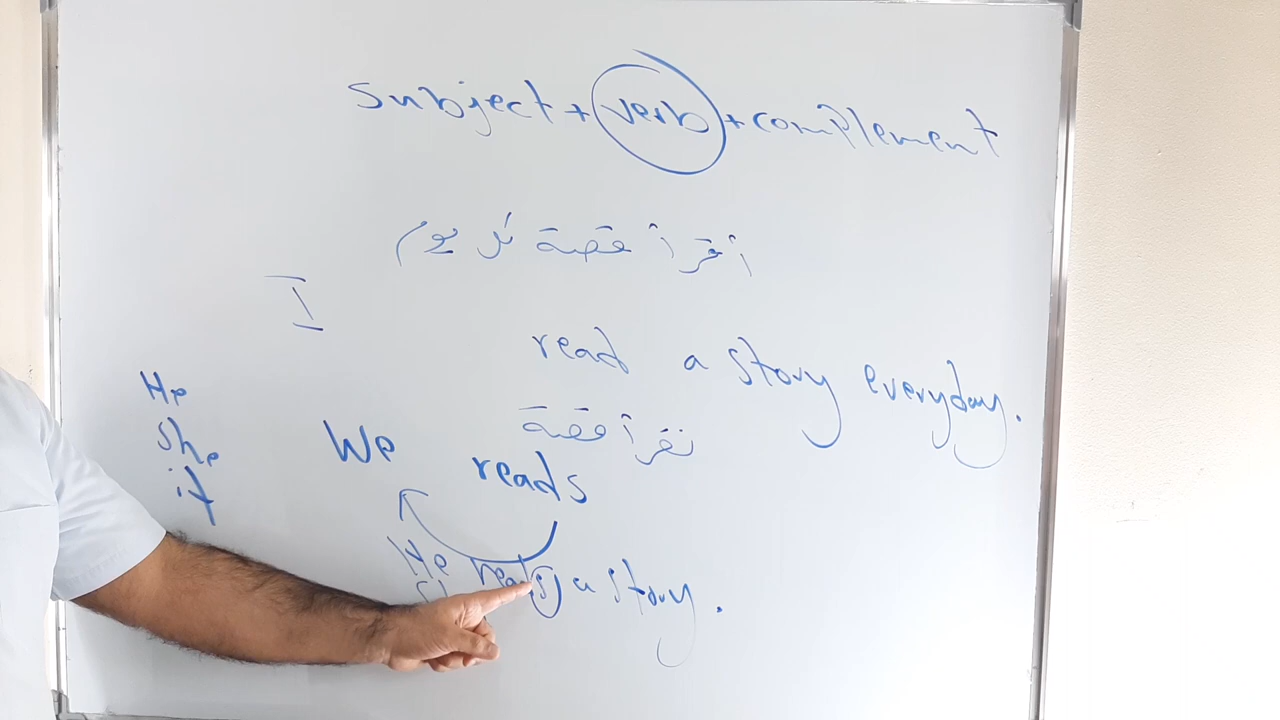 subject + verb + complement
أقرأ قصة كل يوم
I
read a story everyday.
He
she
it
نقرأ قصة
We reads
He reads a story.